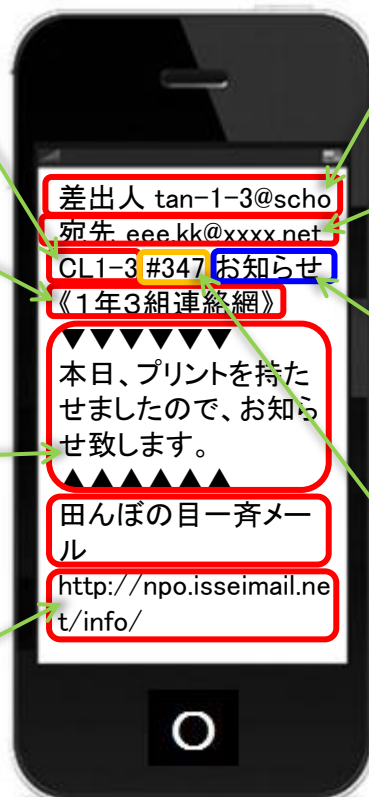 差出人 tan-1-3@scho
宛先 eee.kk@xxxx.net
CL1-3 #347 お知らせ
《１年３組連絡網》
▼▼▼▼▼▼
本日、プリントを持た
せましたので、お知ら
せ致します。
▲▲▲▲▲▲
田んぼの目一斉メー
ル
http://npo.isseimail.ne
t/info/